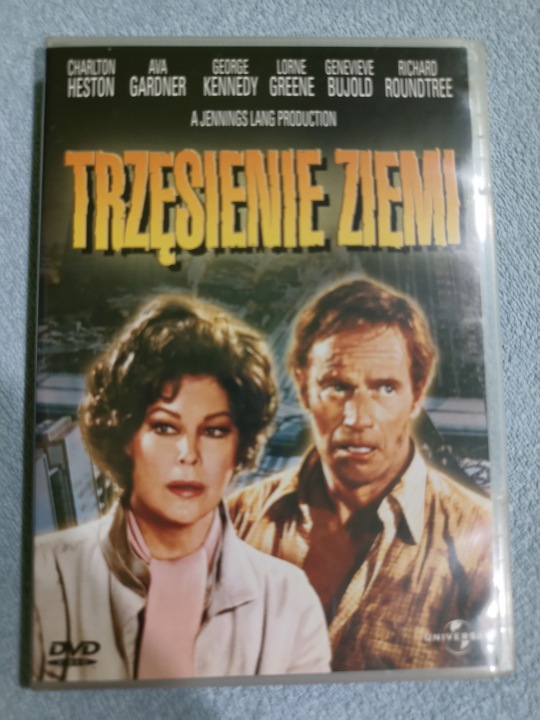 CHARLTON AVA GEORGE LORNE GENEVIEVE RICHARD
HESTON GARDNER KENNEDY GREENE BUJOLD ROUNDTREE
A JENNINGS LANG PRODUCTION
TRZĘSIENIE ZIEMI
DVD
VIDEO
UNIVERSAL